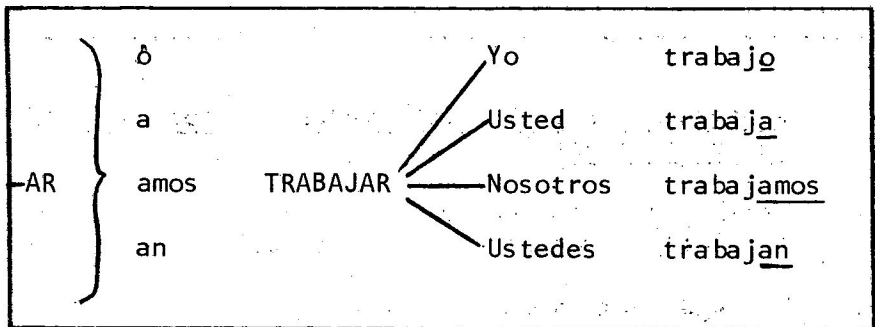 o Yo trabajo
a Usted trabaja
-AR amos TRABAJAR Nosotros trabajamos
an Ustedes trabajan